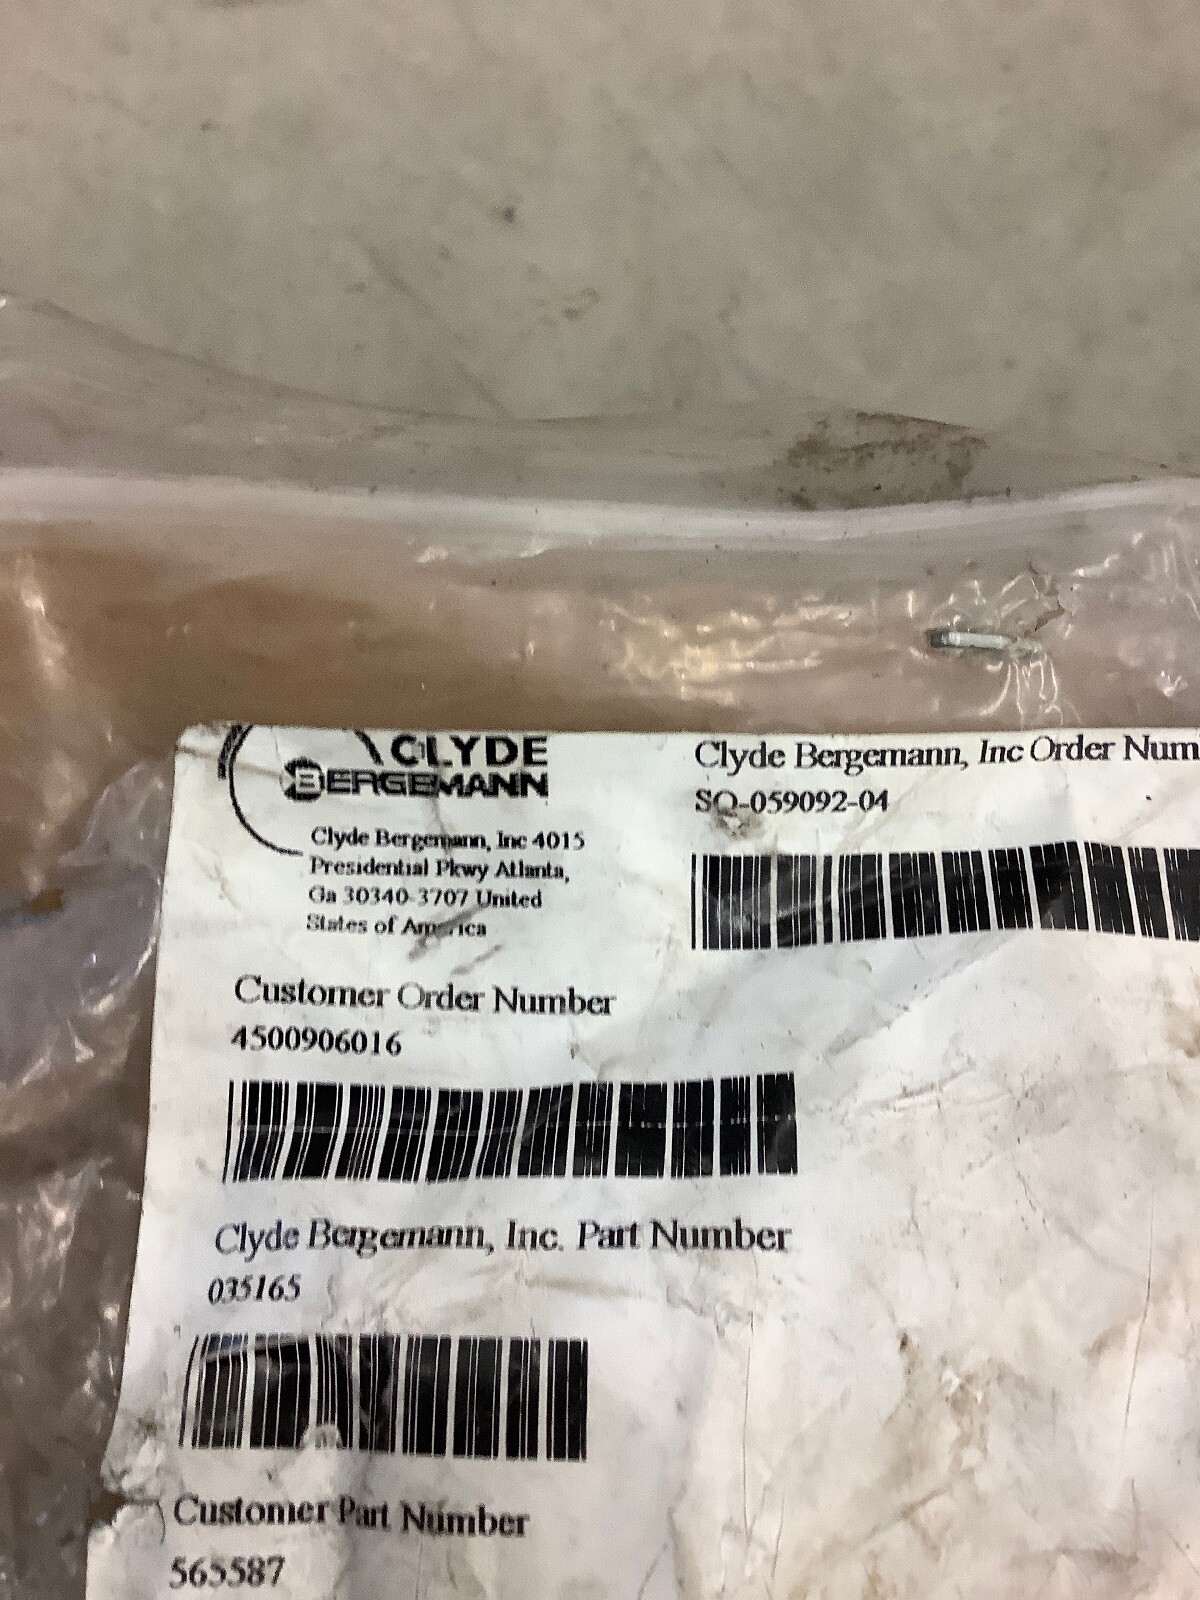 CLYDE
BERGEMANN
Clyde Bergemann, Inc 4015
Presidential Pkwy Atlanta,
Ga 30340-3707 United
States of America
Clyde Bergemann, Inc Order Num
SO-059092-04
Customer Order Number
4500906016
Clyde Bergemann, Inc. Part Number
035165
Customer Part Number
565587